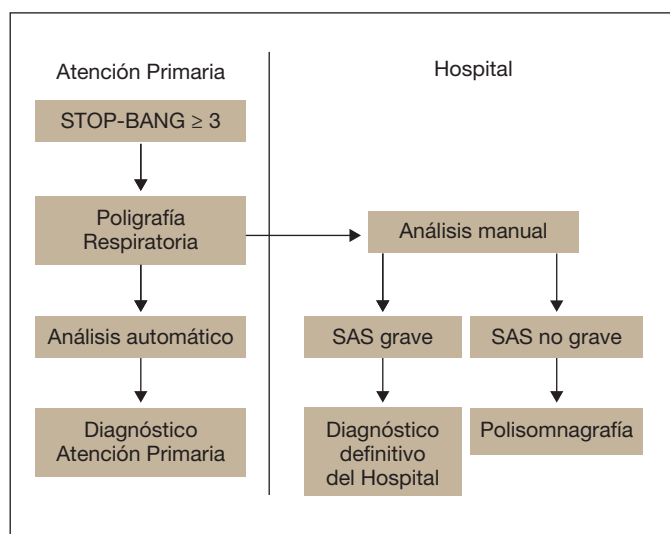 Atención Primaria
STOP-BANG ≥ 3
Poligrafía
Respiratoria
Análisis automático
Diagnóstico
Atención Primaria
Hospital
Análisis manual
SAS grave
SAS no grave
Diagnóstico
definitivo
del Hospital
Polisomnagrafía